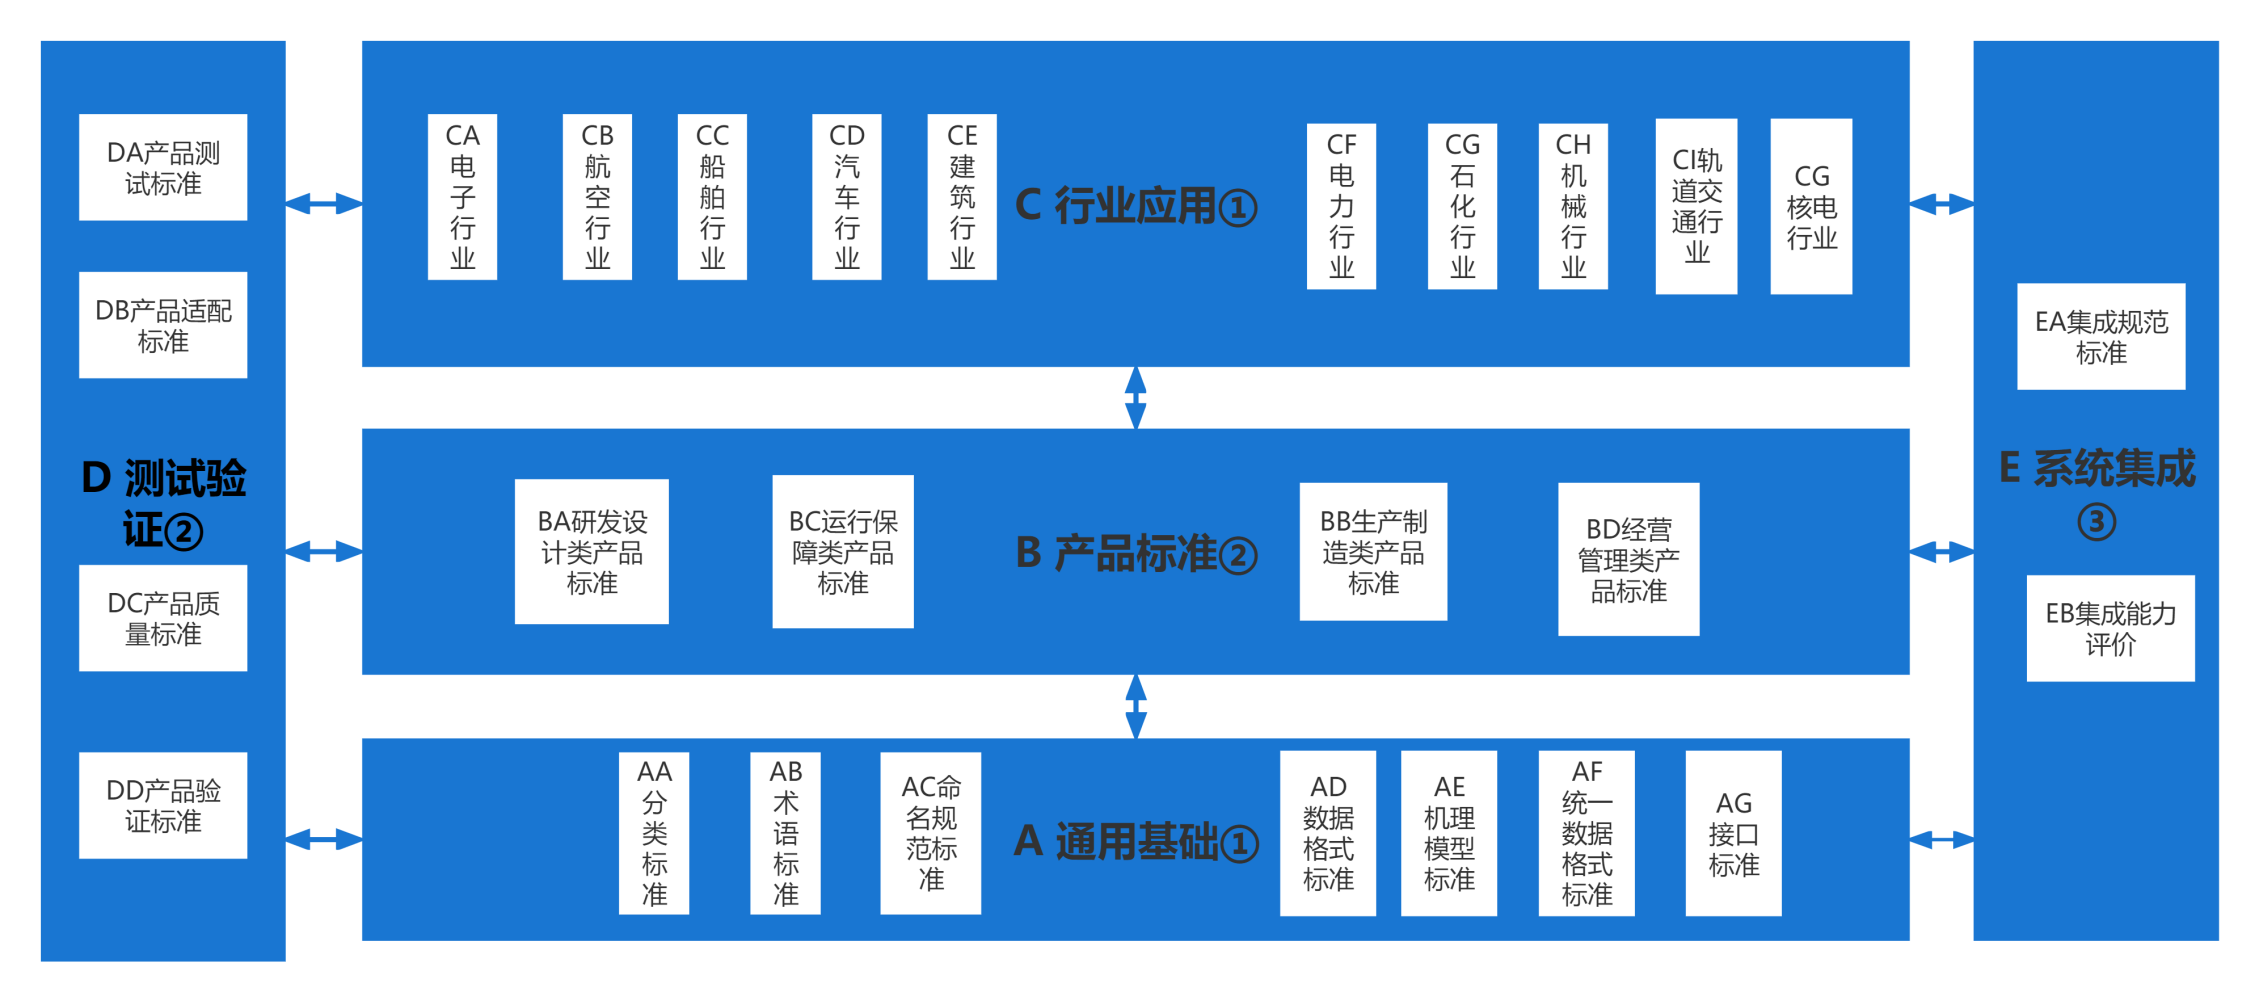 DA产品测
试标准
DB产品适配
标准
D 测试验
证②
DC产品质
量标准
DD产品验
证标准
CA
电
子
行
业
CB
航
空
行
业
CC
船
舶
行
业
CD
汽
车
行
业
CE
建
筑
行
业
C 行业应用①
CF
电
力
行
业
CG
石
化
行
业
CH
机
械
行
业
CI轨
道交
通行
业
CG
核电
行业
BA研发设
计类产品
标准
BC运行保
障类产品
标准
B 产品标准②
BB生产制
造类产品
标准
BD经营
管理类产
品标准
AA
分
类
标
准
AB
术
语
标
准
AC命
名规
范标
准
A 通用基础①
AD
数据
格式
标准
AE
机理
模型
标准
AF
统一
数据
格式
标准
AG
接口
标准
EA集成规范
标准
E 系统集成
③
EB集成能力
评价